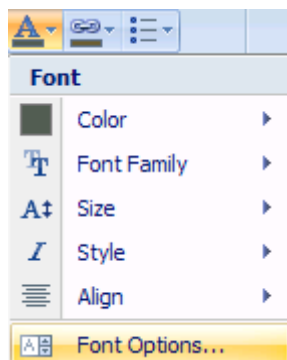 Font
Color
Font Family
Size
Style
Align
Font Options...